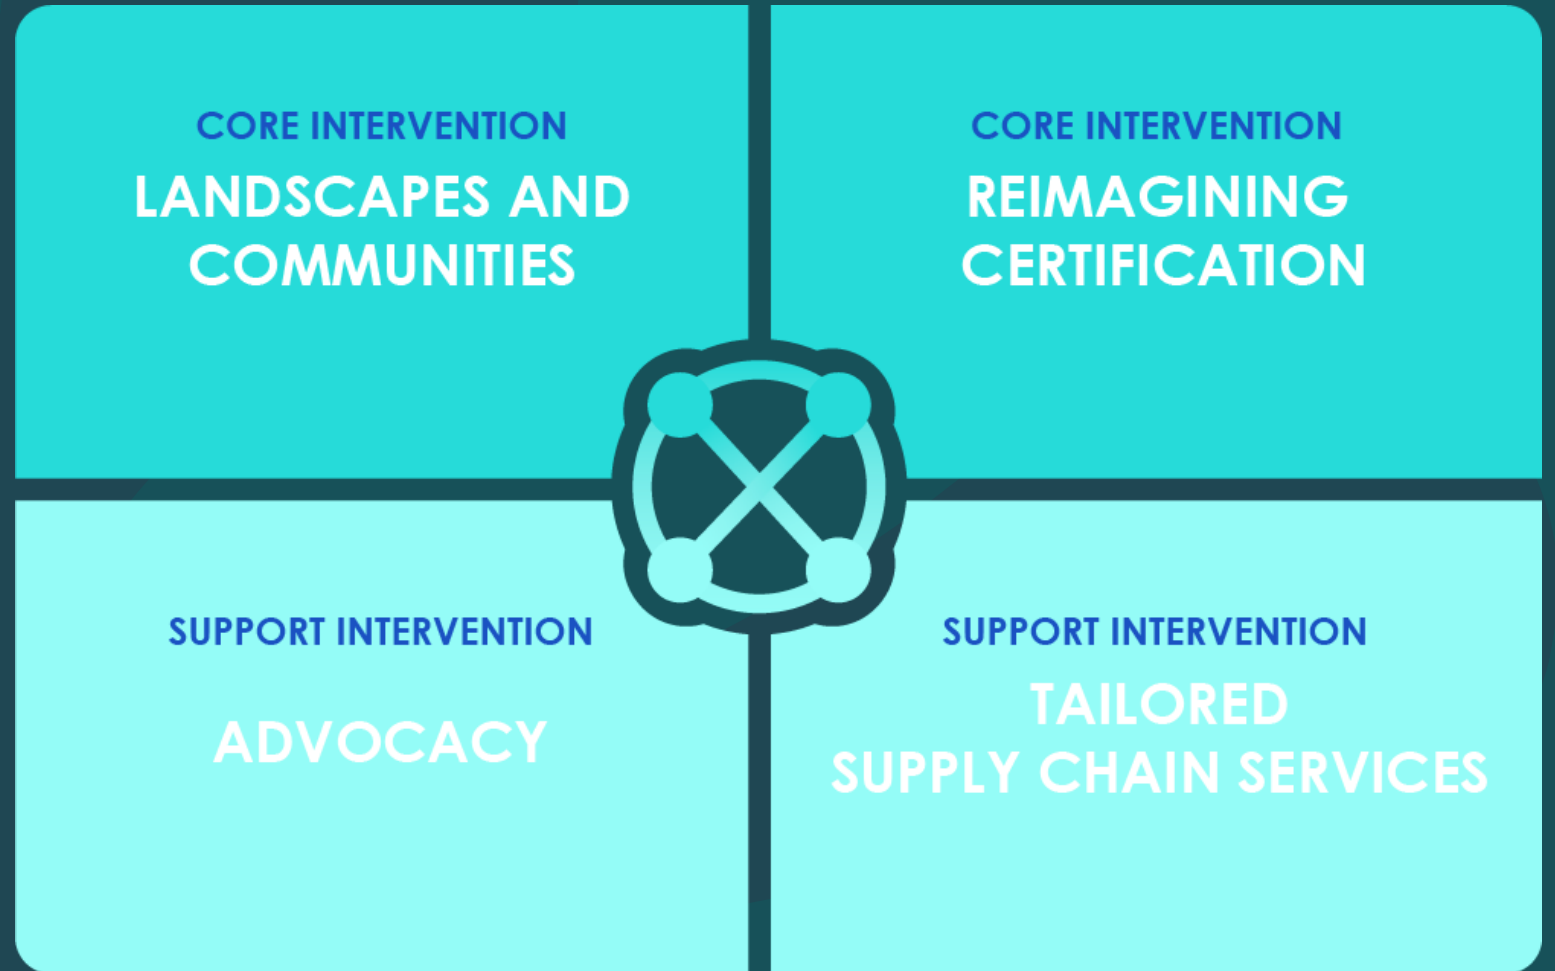 CORE INTERVENTION
LANDSCAPES AND
COMMUNITIES
CORE INTERVENTION
REIMAGINING
CERTIFICATION
SUPPORT INTERVENTION
ADVOCACY
SUPPORT INTERVENTION
TAILORED
SUPPLY CHAIN SERVICES